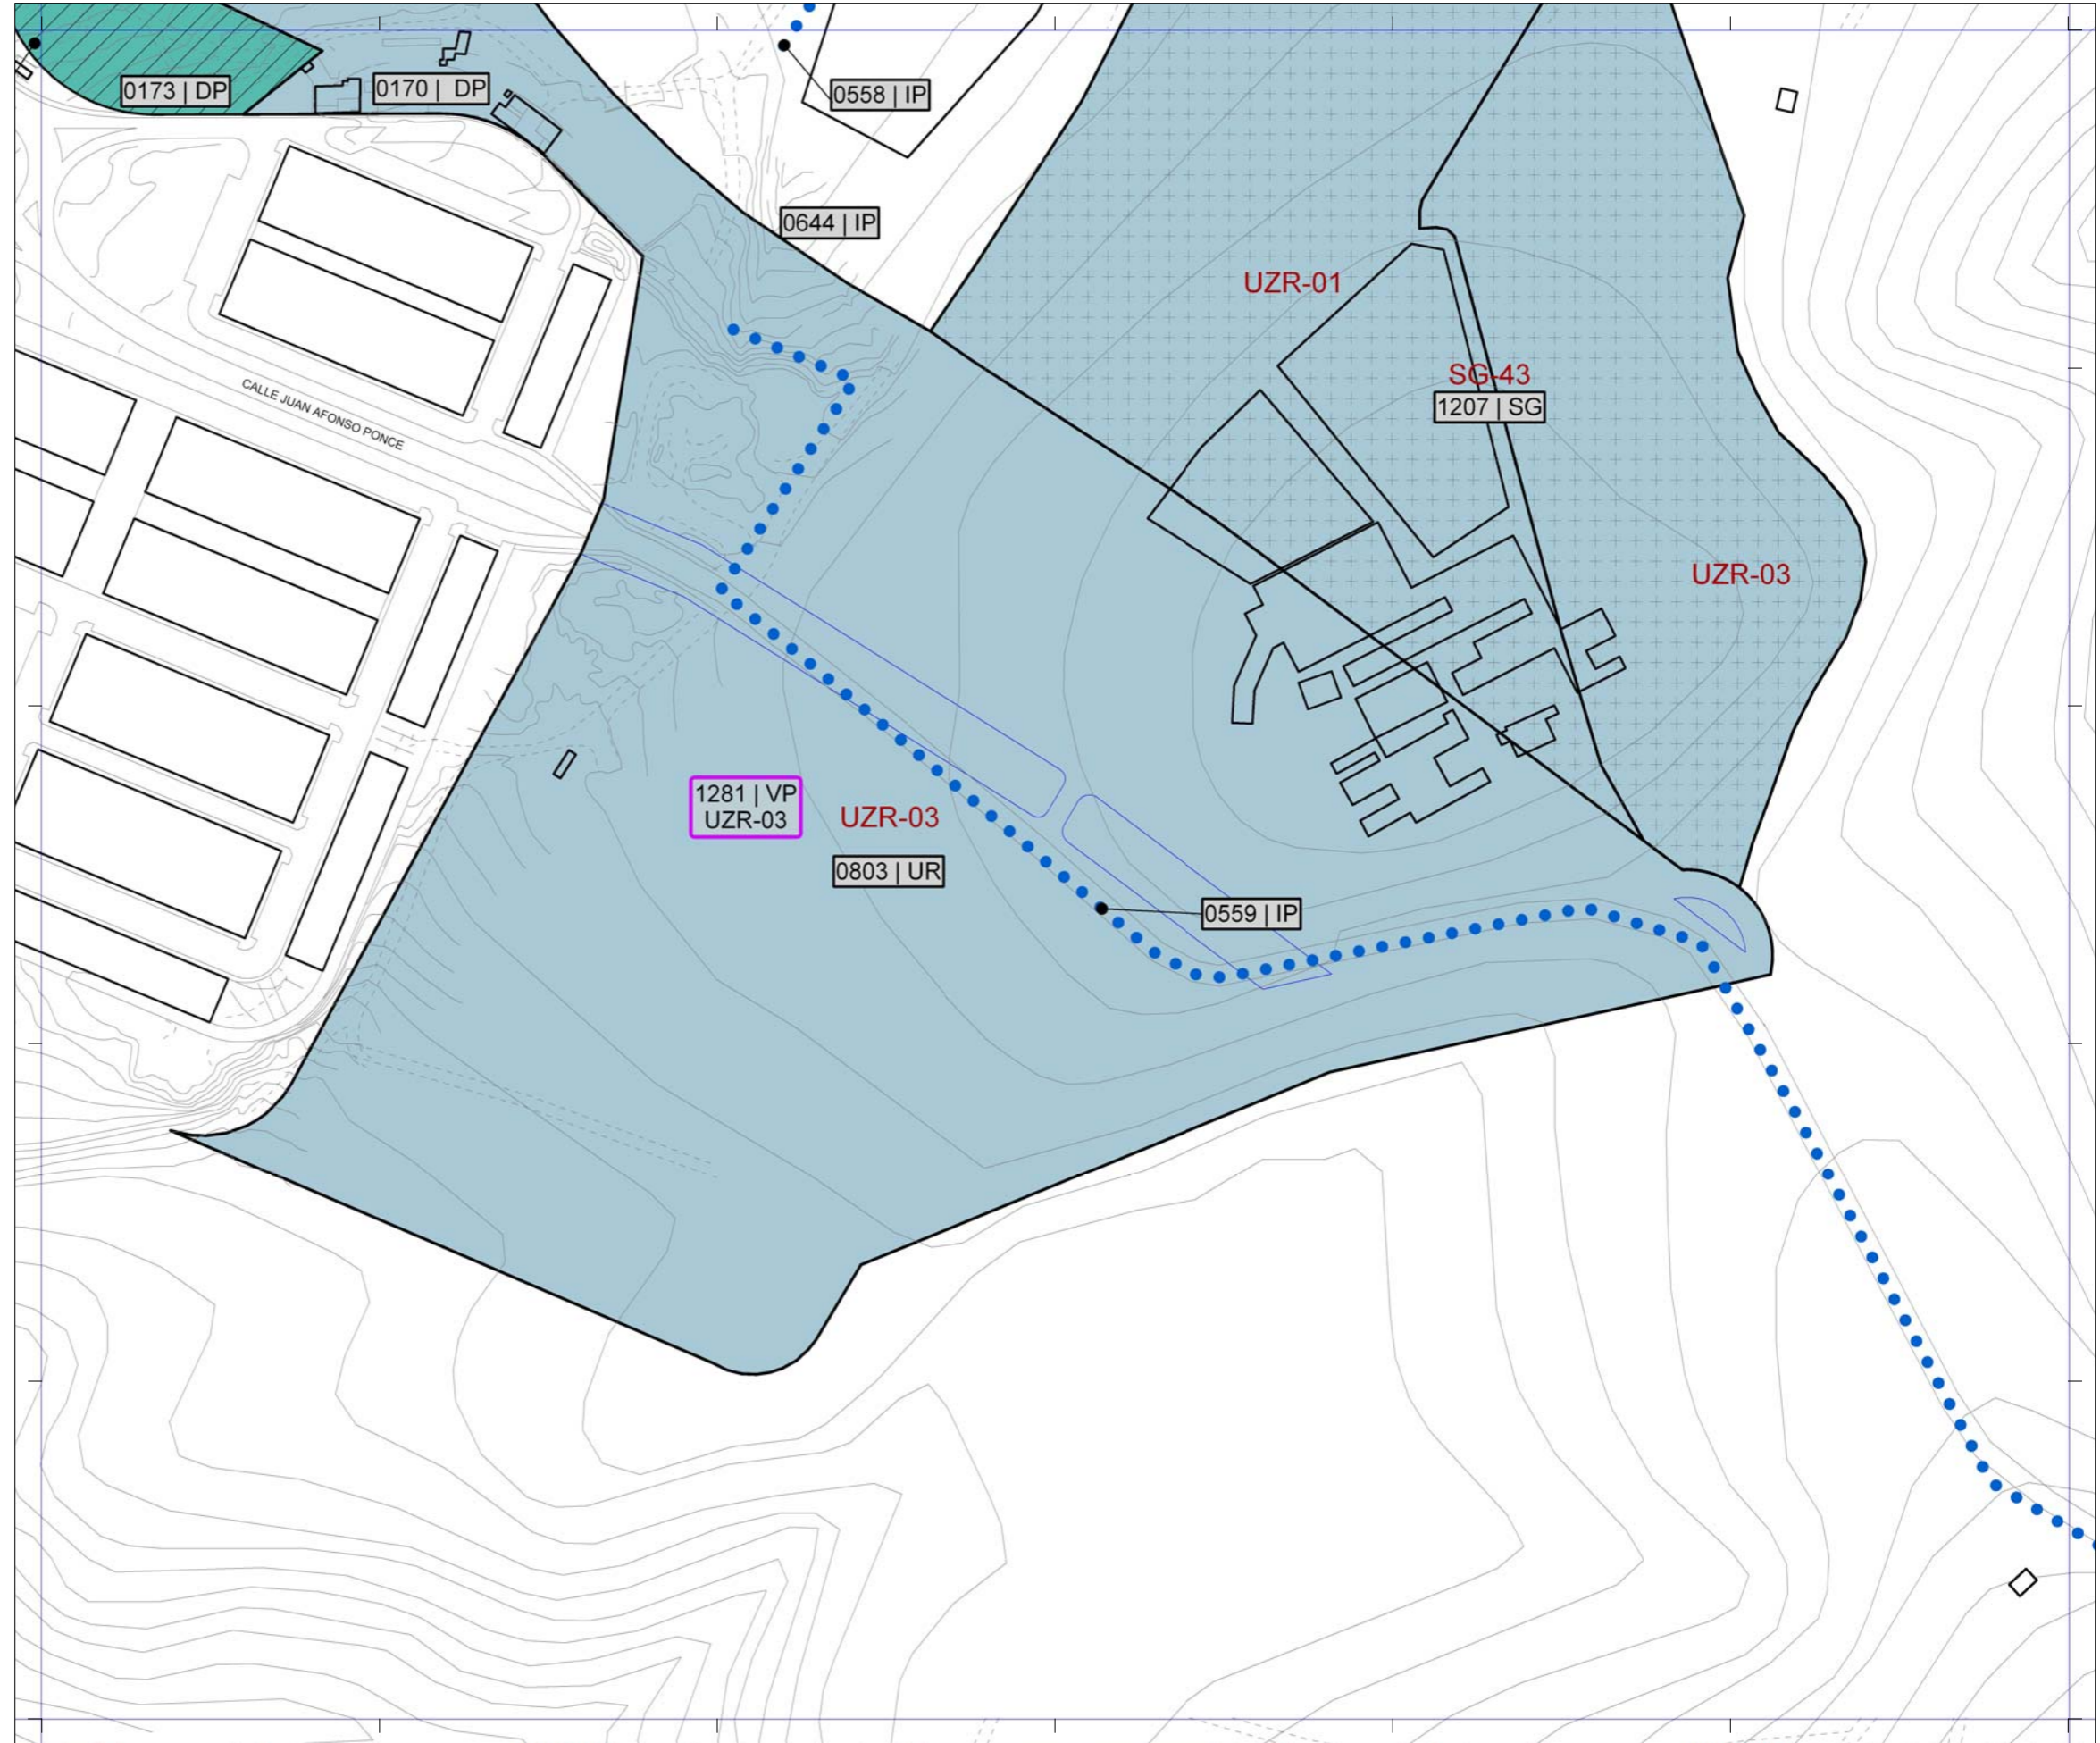 0173 | DP
0170 | DP
0558 | IP
0644 | IP
UZR-01
SG-43
1207 | SG
CALLE JUAN AFONSO PONCE
UZR-03
1281 | VP
UZR-03
UZR-03
0803 | UR
0559 | IP